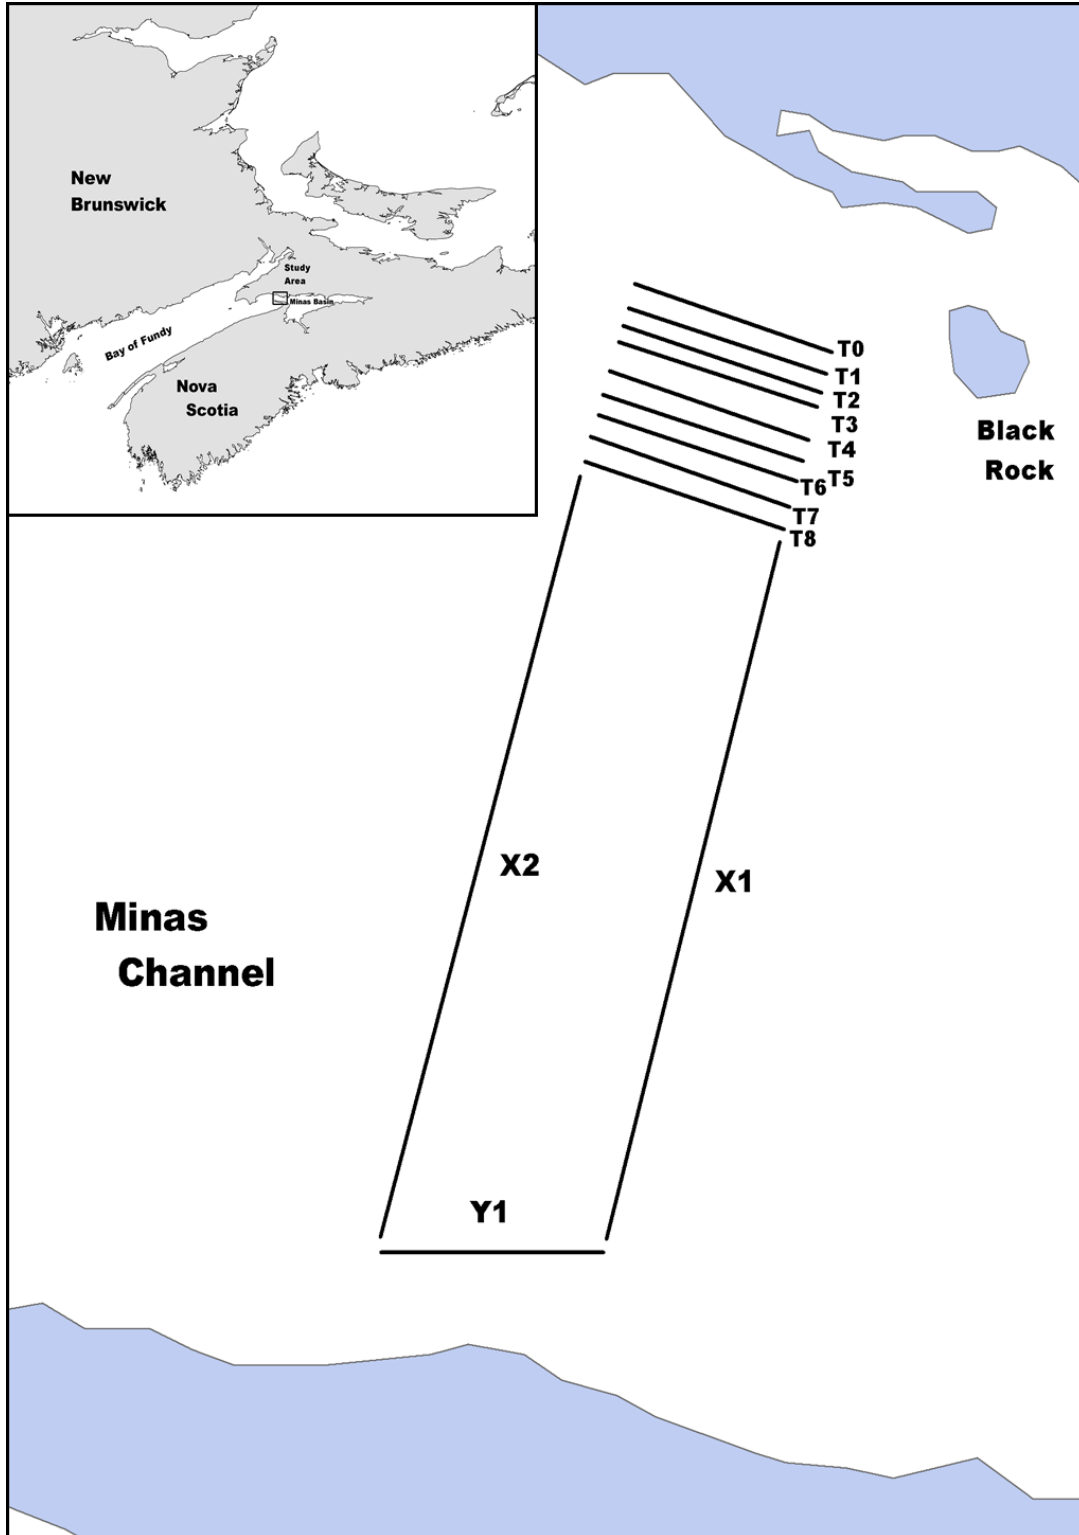 New
Brunswick
Study
Area
Minas Basin
Bay of Fundy
Nova
Scotia
T0
T1
T2
T3
T4
T5
T6
T7
T8
Black
Rock
X2
X1
Minas
Channel
Y1